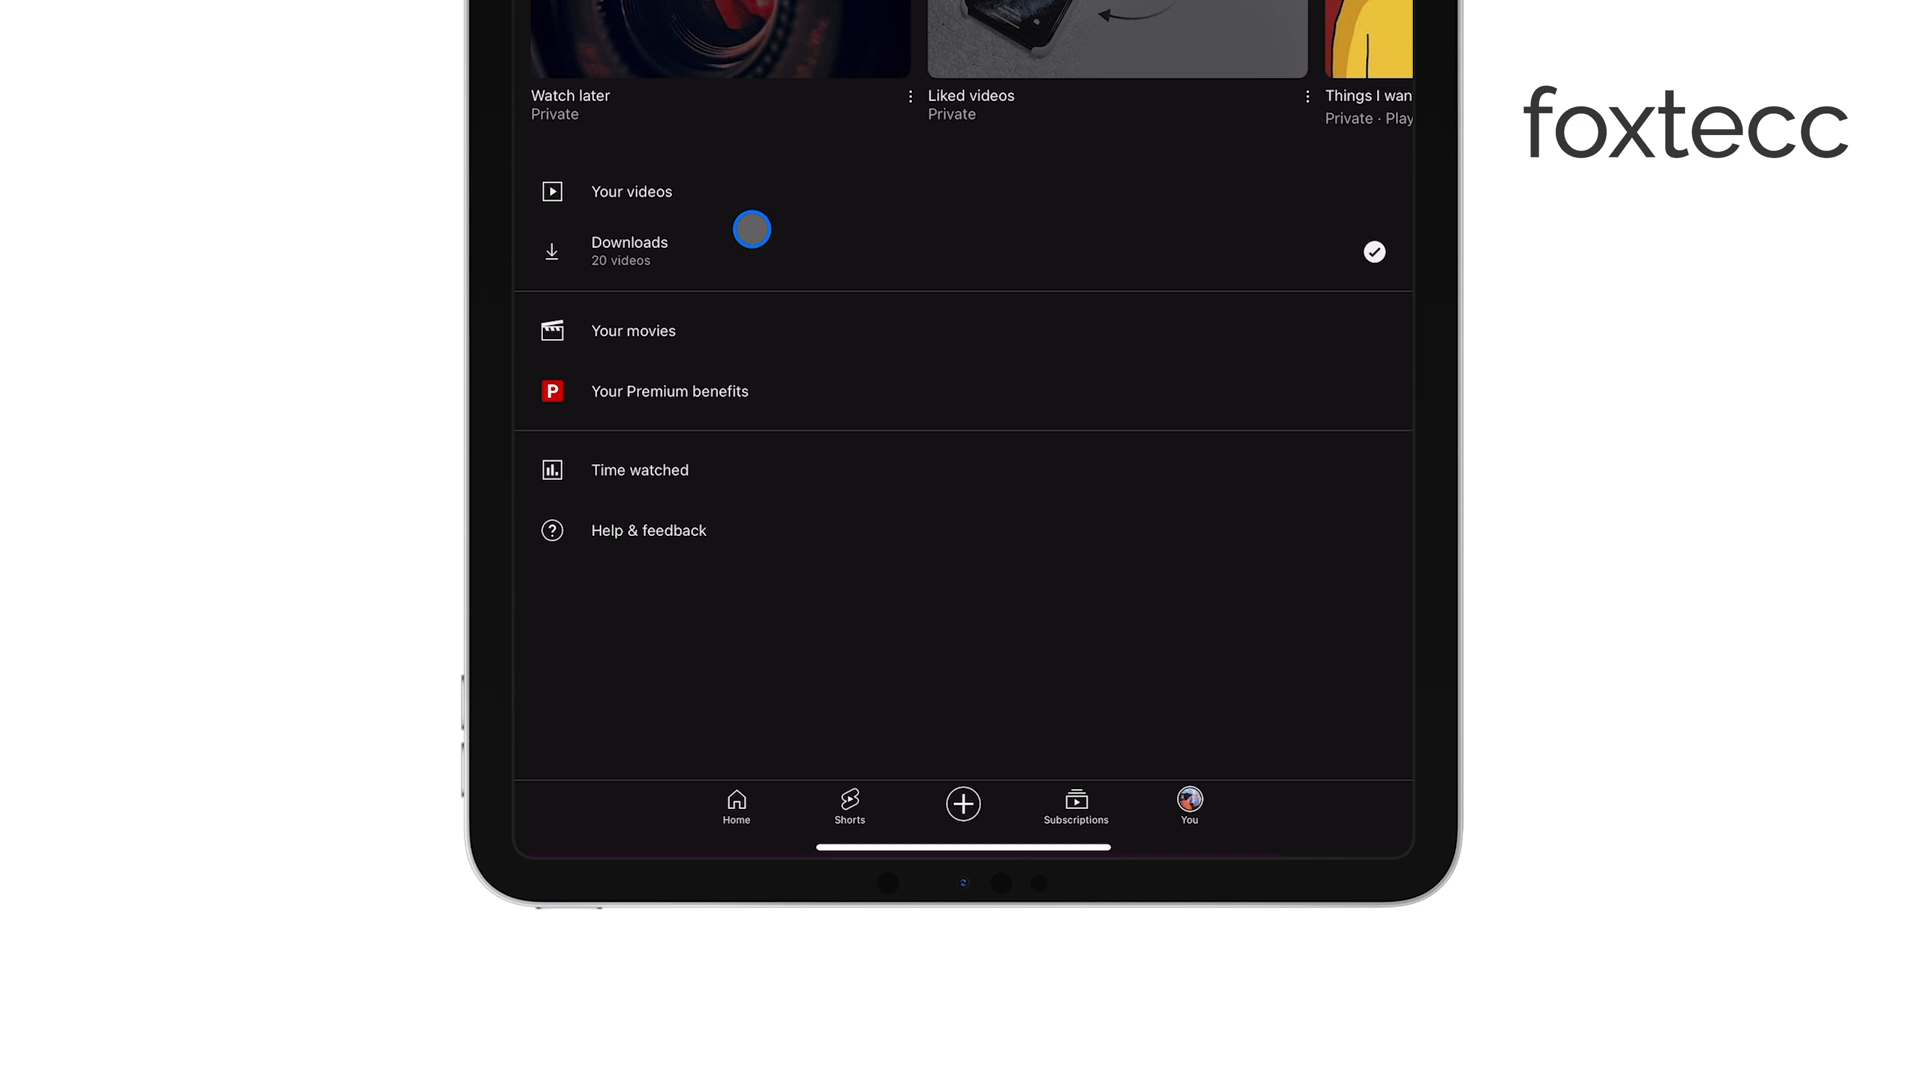 foxtecc
Watch later
Private
Liked videos
Private
Things I wan
Private · Play
Your videos
Downloads
20 videos
Your movies
P
Your Premium benefits
Time watched
Help & feedback
Home
Shorts
Subscriptions
You